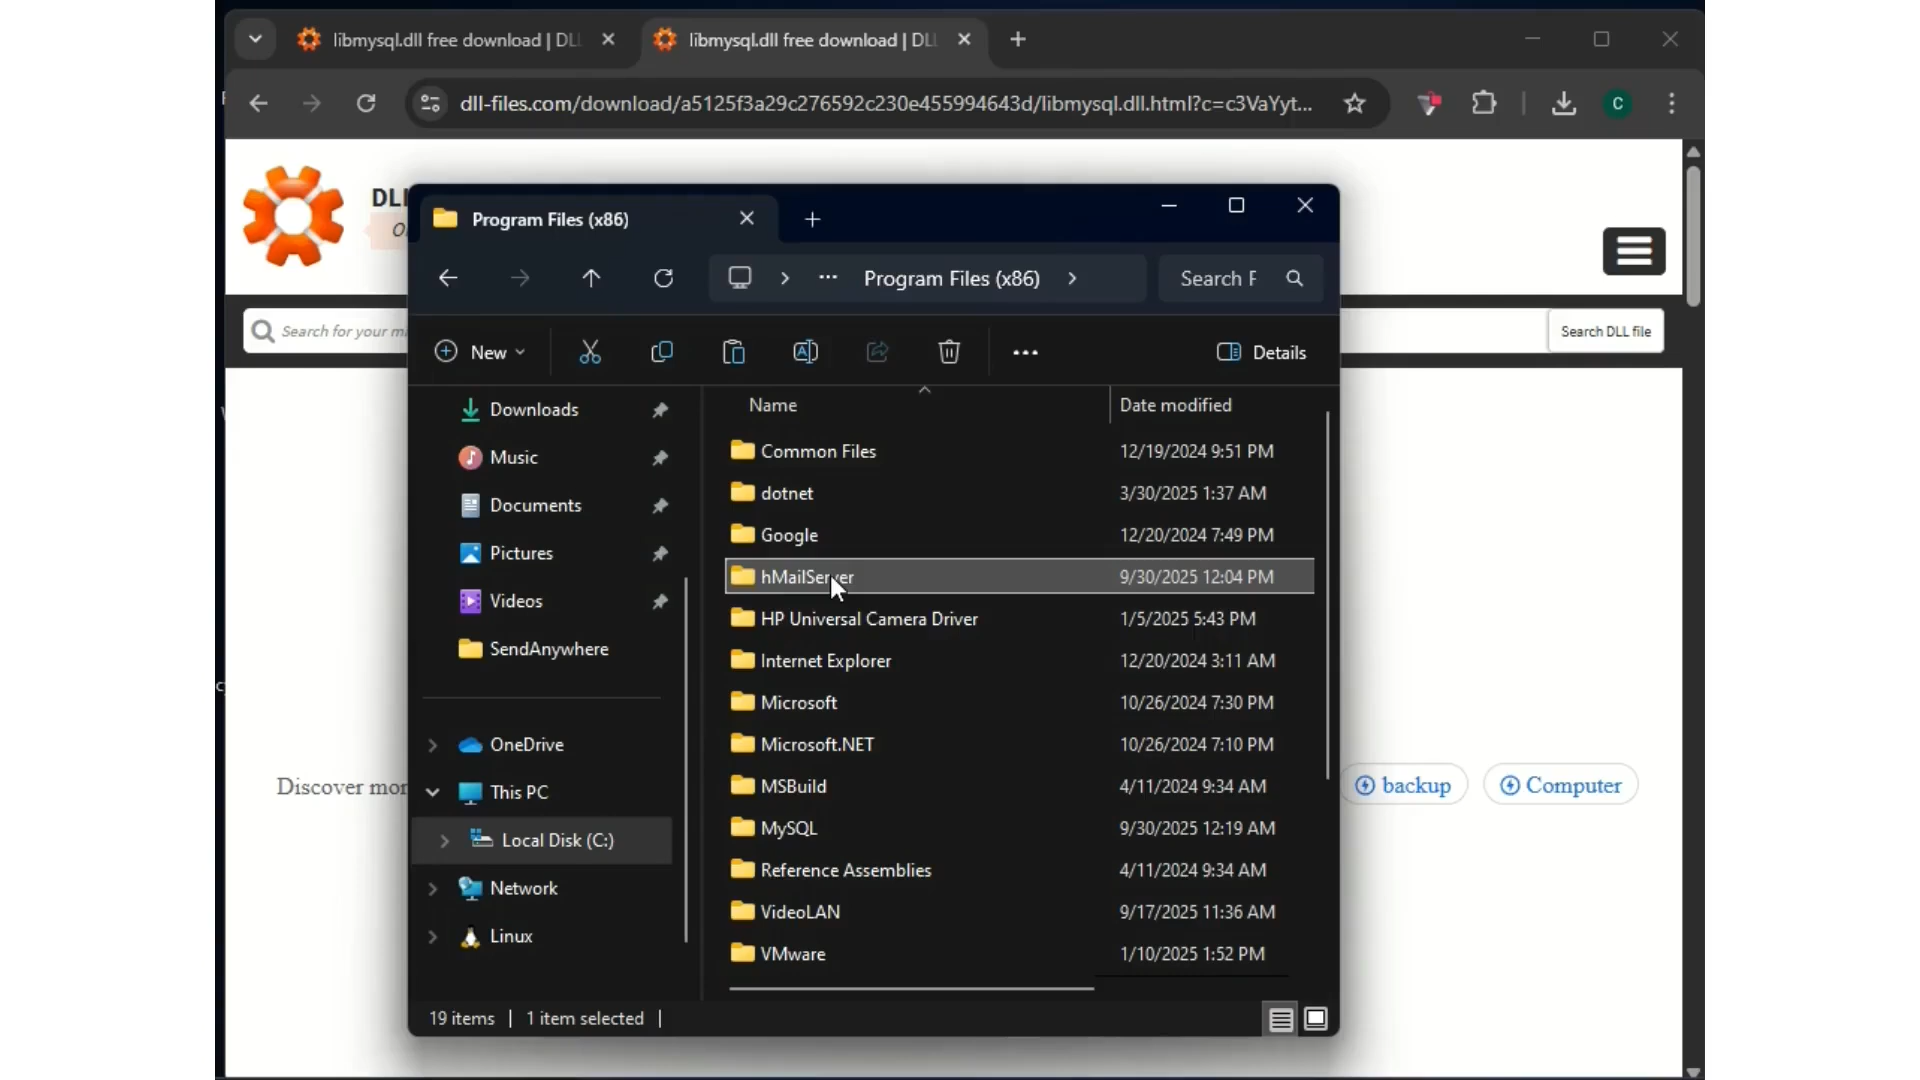 libmysql.dll free download | DLL
libmysql.dll free download | DLL
dll-files.com/download/a5125f3a29c276592c230e455994643d/libmysql.dll.html?c=c3VaYyt...
C
DLL
Search for your mi
Search DLL file
Discover mor
backup
Computer
Program Files (x86)
Program Files (x86)
Search F
New
Details
Downloads
Music
Documents
Pictures
Videos
SendAnywhere
OneDrive
This PC
Local Disk (C:)
Network
Linux
Name
Date modified
Common Files 12/19/2024 9:51 PM
dotnet 3/30/2025 1:37 AM
Google 12/20/2024 7:49 PM
hMailServer 9/30/2025 12:04 PM
HP Universal Camera Driver 1/5/2025 5:43 PM
Internet Explorer 12/20/2024 3:11 AM
Microsoft 10/26/2024 7:30 PM
Microsoft.NET 10/26/2024 7:10 PM
MSBuild 4/11/2024 9:34 AM
MySQL 9/30/2025 12:19 AM
Reference Assemblies 4/11/2024 9:34 AM
VideoLAN 9/17/2025 11:36 AM
VMware 1/10/2025 1:52 PM
19 items
1 item selected